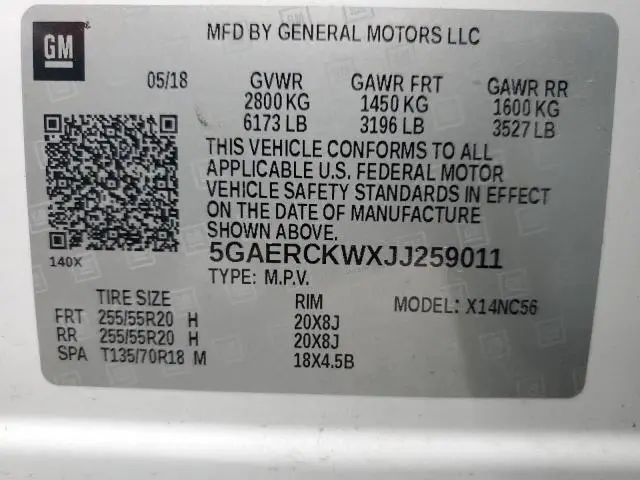 GM
MFD BY GENERAL MOTORS LLC
05/18 GVWR GAWR FRT GAWR RR
2800 KG 1450 KG 1600 KG
6173 LB 3196 LB 3527 LB
THIS VEHICLE CONFORMS TO ALL
APPLICABLE U.S. FEDERAL MOTOR
VEHICLE SAFETY STANDARDS IN EFFECT
ON THE DATE OF MANUFACTURE
SHOWN ABOVE.
140X 5GAERCKWXJJ259011
TYPE: M.P.V.
TIRE SIZE RIM MODEL: X14NC56
FRT 255/55R20 H 20X8J
RR 255/55R20 H 20X8J
SPA T135/70R18 M 18X4.5B